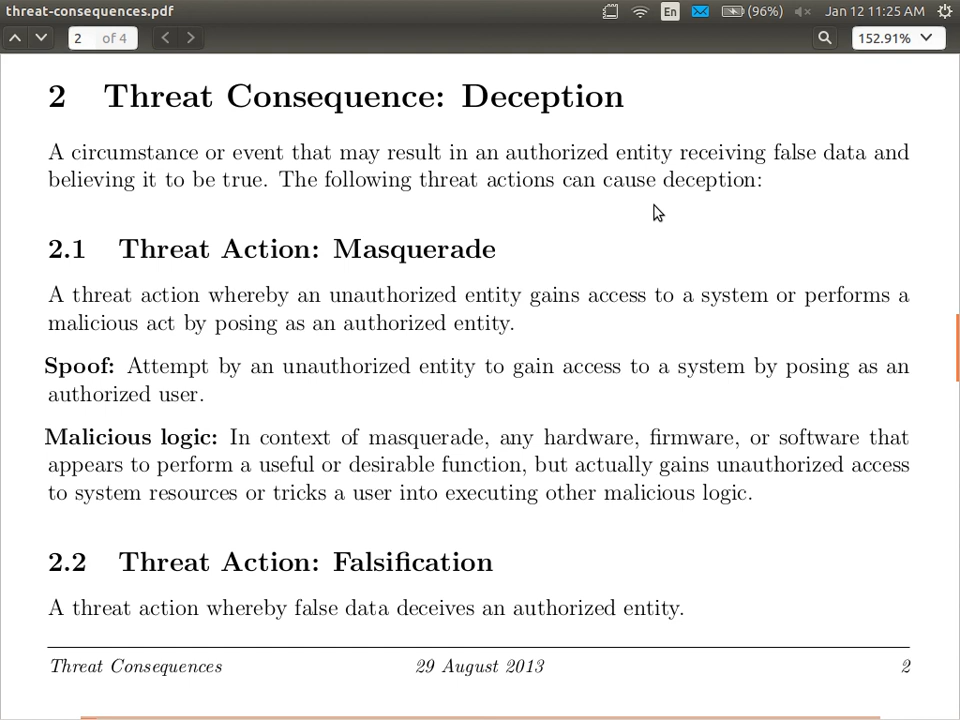 threat-consequences.pdf
En
(96%)
Jan 12 11:25 AM
2 of 4
152.91%
2 Threat Consequence: Deception
A circumstance or event that may result in an authorized entity receiving false data and
believing it to be true. The following threat actions can cause deception:
2.1 Threat Action: Masquerade
A threat action whereby an unauthorized entity gains access to a system or performs a
malicious act by posing as an authorized entity.
Spoof: Attempt by an unauthorized entity to gain access to a system by posing as an
authorized user.
Malicious logic: In context of masquerade, any hardware, firmware, or software that
appears to perform a useful or desirable function, but actually gains unauthorized access
to system resources or tricks a user into executing other malicious logic.
2.2 Threat Action: Falsification
A threat action whereby false data deceives an authorized entity.
Threat Consequences 29 August 2013 2